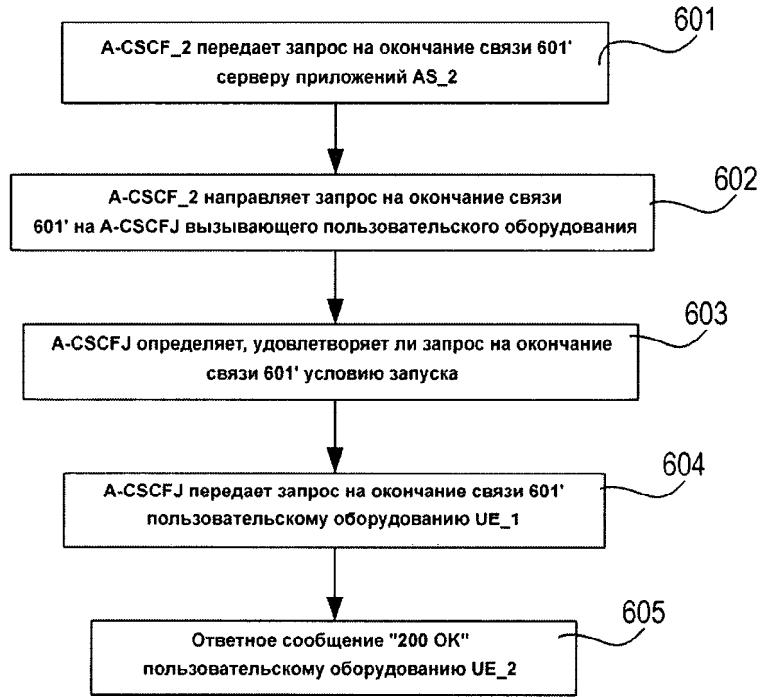 601
A-CSCF_2 передает запрос на окончание связи 601'
серверу приложений AS_2
602
A-CSCF_2 направляет запрос на окончание связи
601' на A-CSCFJ вызывающего пользовательского оборудования
603
A-CSCFJ определяет, удовлетворяет ли запрос на окончание
связи 601' условию запуска
604
A-CSCFJ передает запрос на окончание связи 601'
пользовательскому оборудованию UE_1
605
Ответное сообщение "200 OK"
пользовательскому оборудованию UE_2